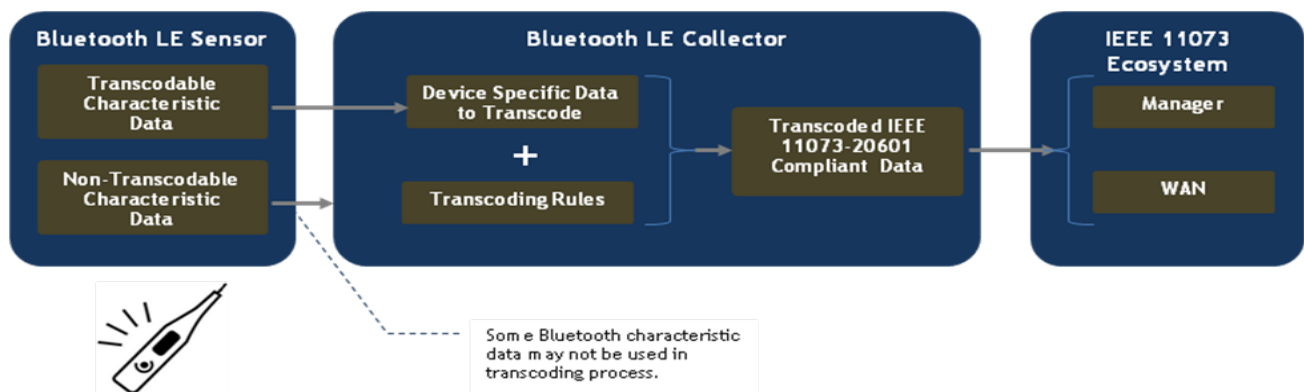 Bluetooth LE Sensor
Transcodable
Characteristic
Data
Non-Transcodable
Characteristic
Data
Bluetooth LE Collector
Device Specific Data
to Transcode
+
Transcoding Rules
Transcoded IEEE
11073-20601
Compliant Data
IEEE 11073
Ecosystem
Manager
WAN
Some Bluetooth characteristic
data may not be used in
transcoding process.